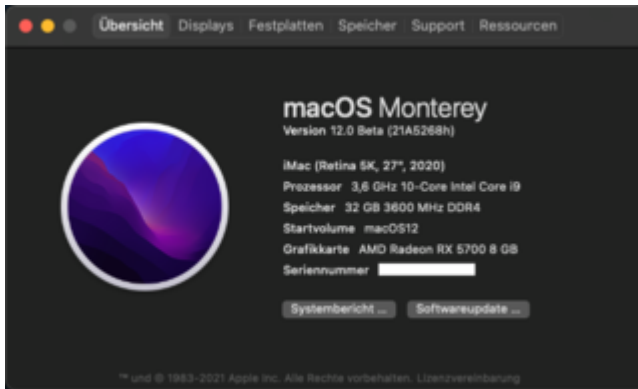 Übersicht Displays Festplatten Speicher Support Ressourcen
macOS Monterey
Version 12.0 Beta (21A5268h)
iMac (Retina 5K, 27", 2020)
Prozessor 3,6 GHz 10-Core Intel Core i9
Speicher 32 GB 3600 MHz DDR4
Startvolume macOS12
Grafikkarte AMD Radeon RX 5700 8 GB
Seriennummer
Systembericht ... Softwareupdate ...
™ und © 1983-2021 Apple Inc. Alle Rechte vorbehalten. Lizenzvereinbarung